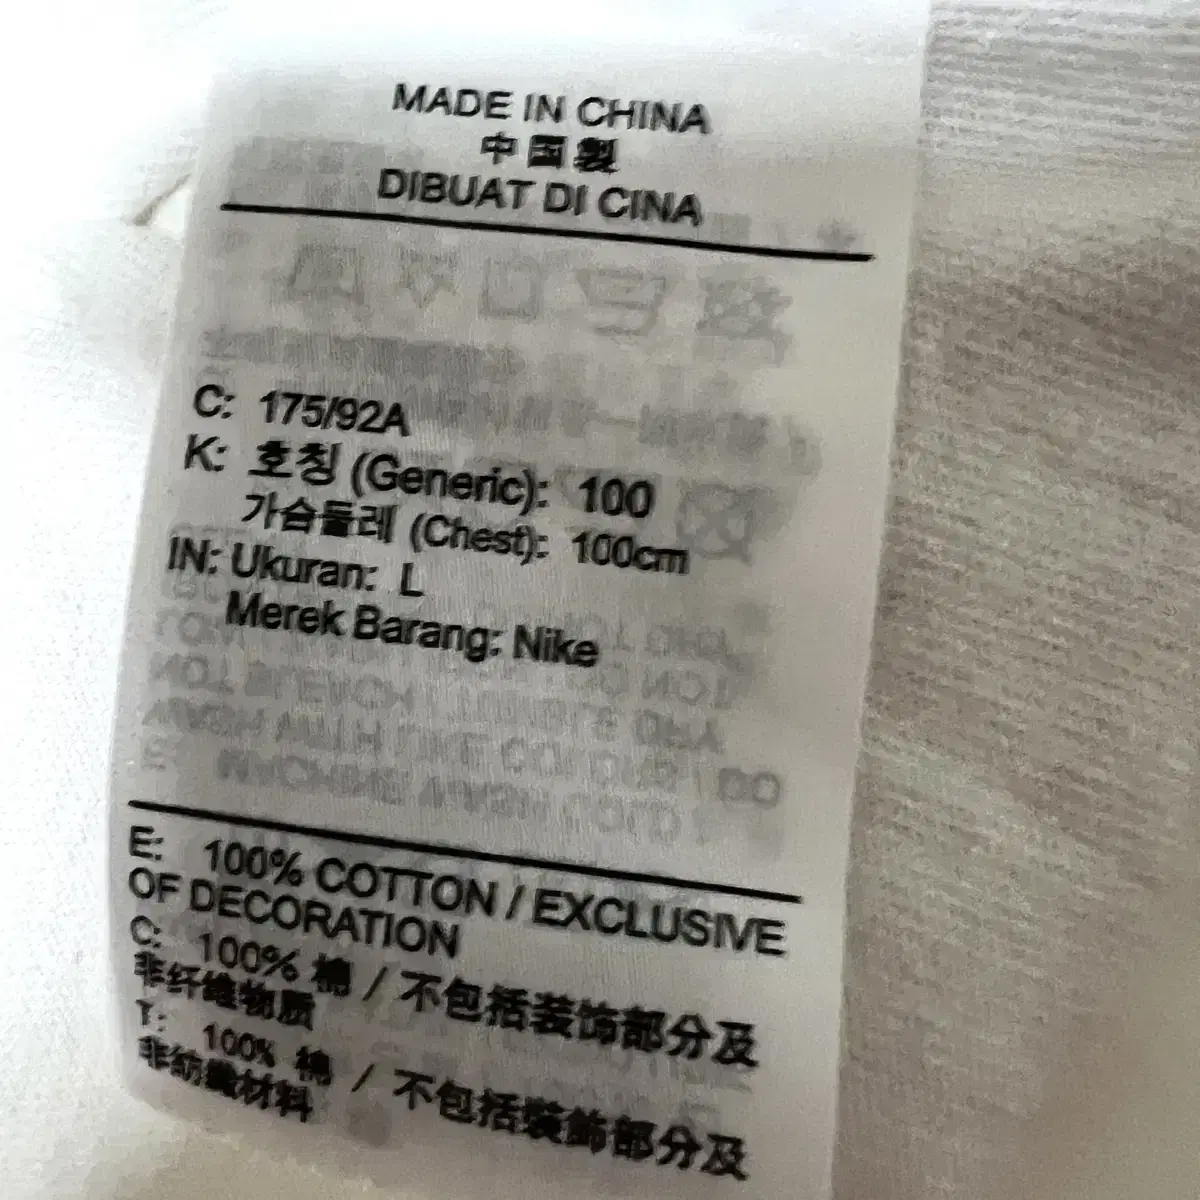 MADE IN CHINA
中国製
DIBUAT DI CINA
C: 175/92A
K: 호칭 (Generic): 100
가슴둘레 (Chest): 100cm
IN: Ukuran: L
Merek Barang: Nike
E: 100% COTTON / EXCLUSIVE
OF DECORATION
C: 100% 棉 / 不包括装饰部分及
非纤维物质
T: 100% 棉 / 不包括裝飾部分及
非紡織材料